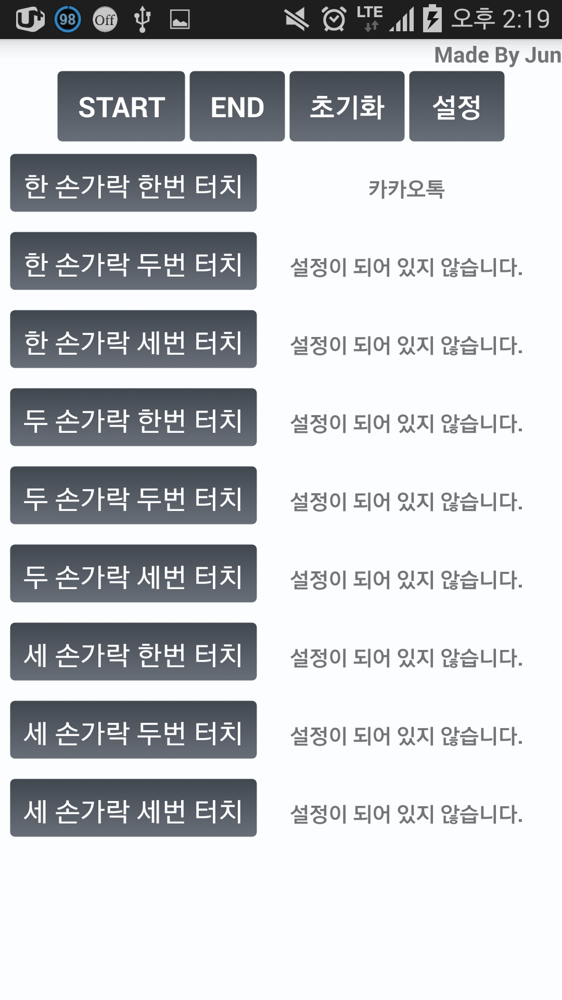 U+ 98 Off LTE 오후 2:19
Made By Jun
START END 초기화 설정
한 손가락 한번 터치 카카오톡
한 손가락 두번 터치 설정이 되어 있지 않습니다.
한 손가락 세번 터치 설정이 되어 있지 않습니다.
두 손가락 한번 터치 설정이 되어 있지 않습니다.
두 손가락 두번 터치 설정이 되어 있지 않습니다.
두 손가락 세번 터치 설정이 되어 있지 않습니다.
세 손가락 한번 터치 설정이 되어 있지 않습니다.
세 손가락 두번 터치 설정이 되어 있지 않습니다.
세 손가락 세번 터치 설정이 되어 있지 않습니다.